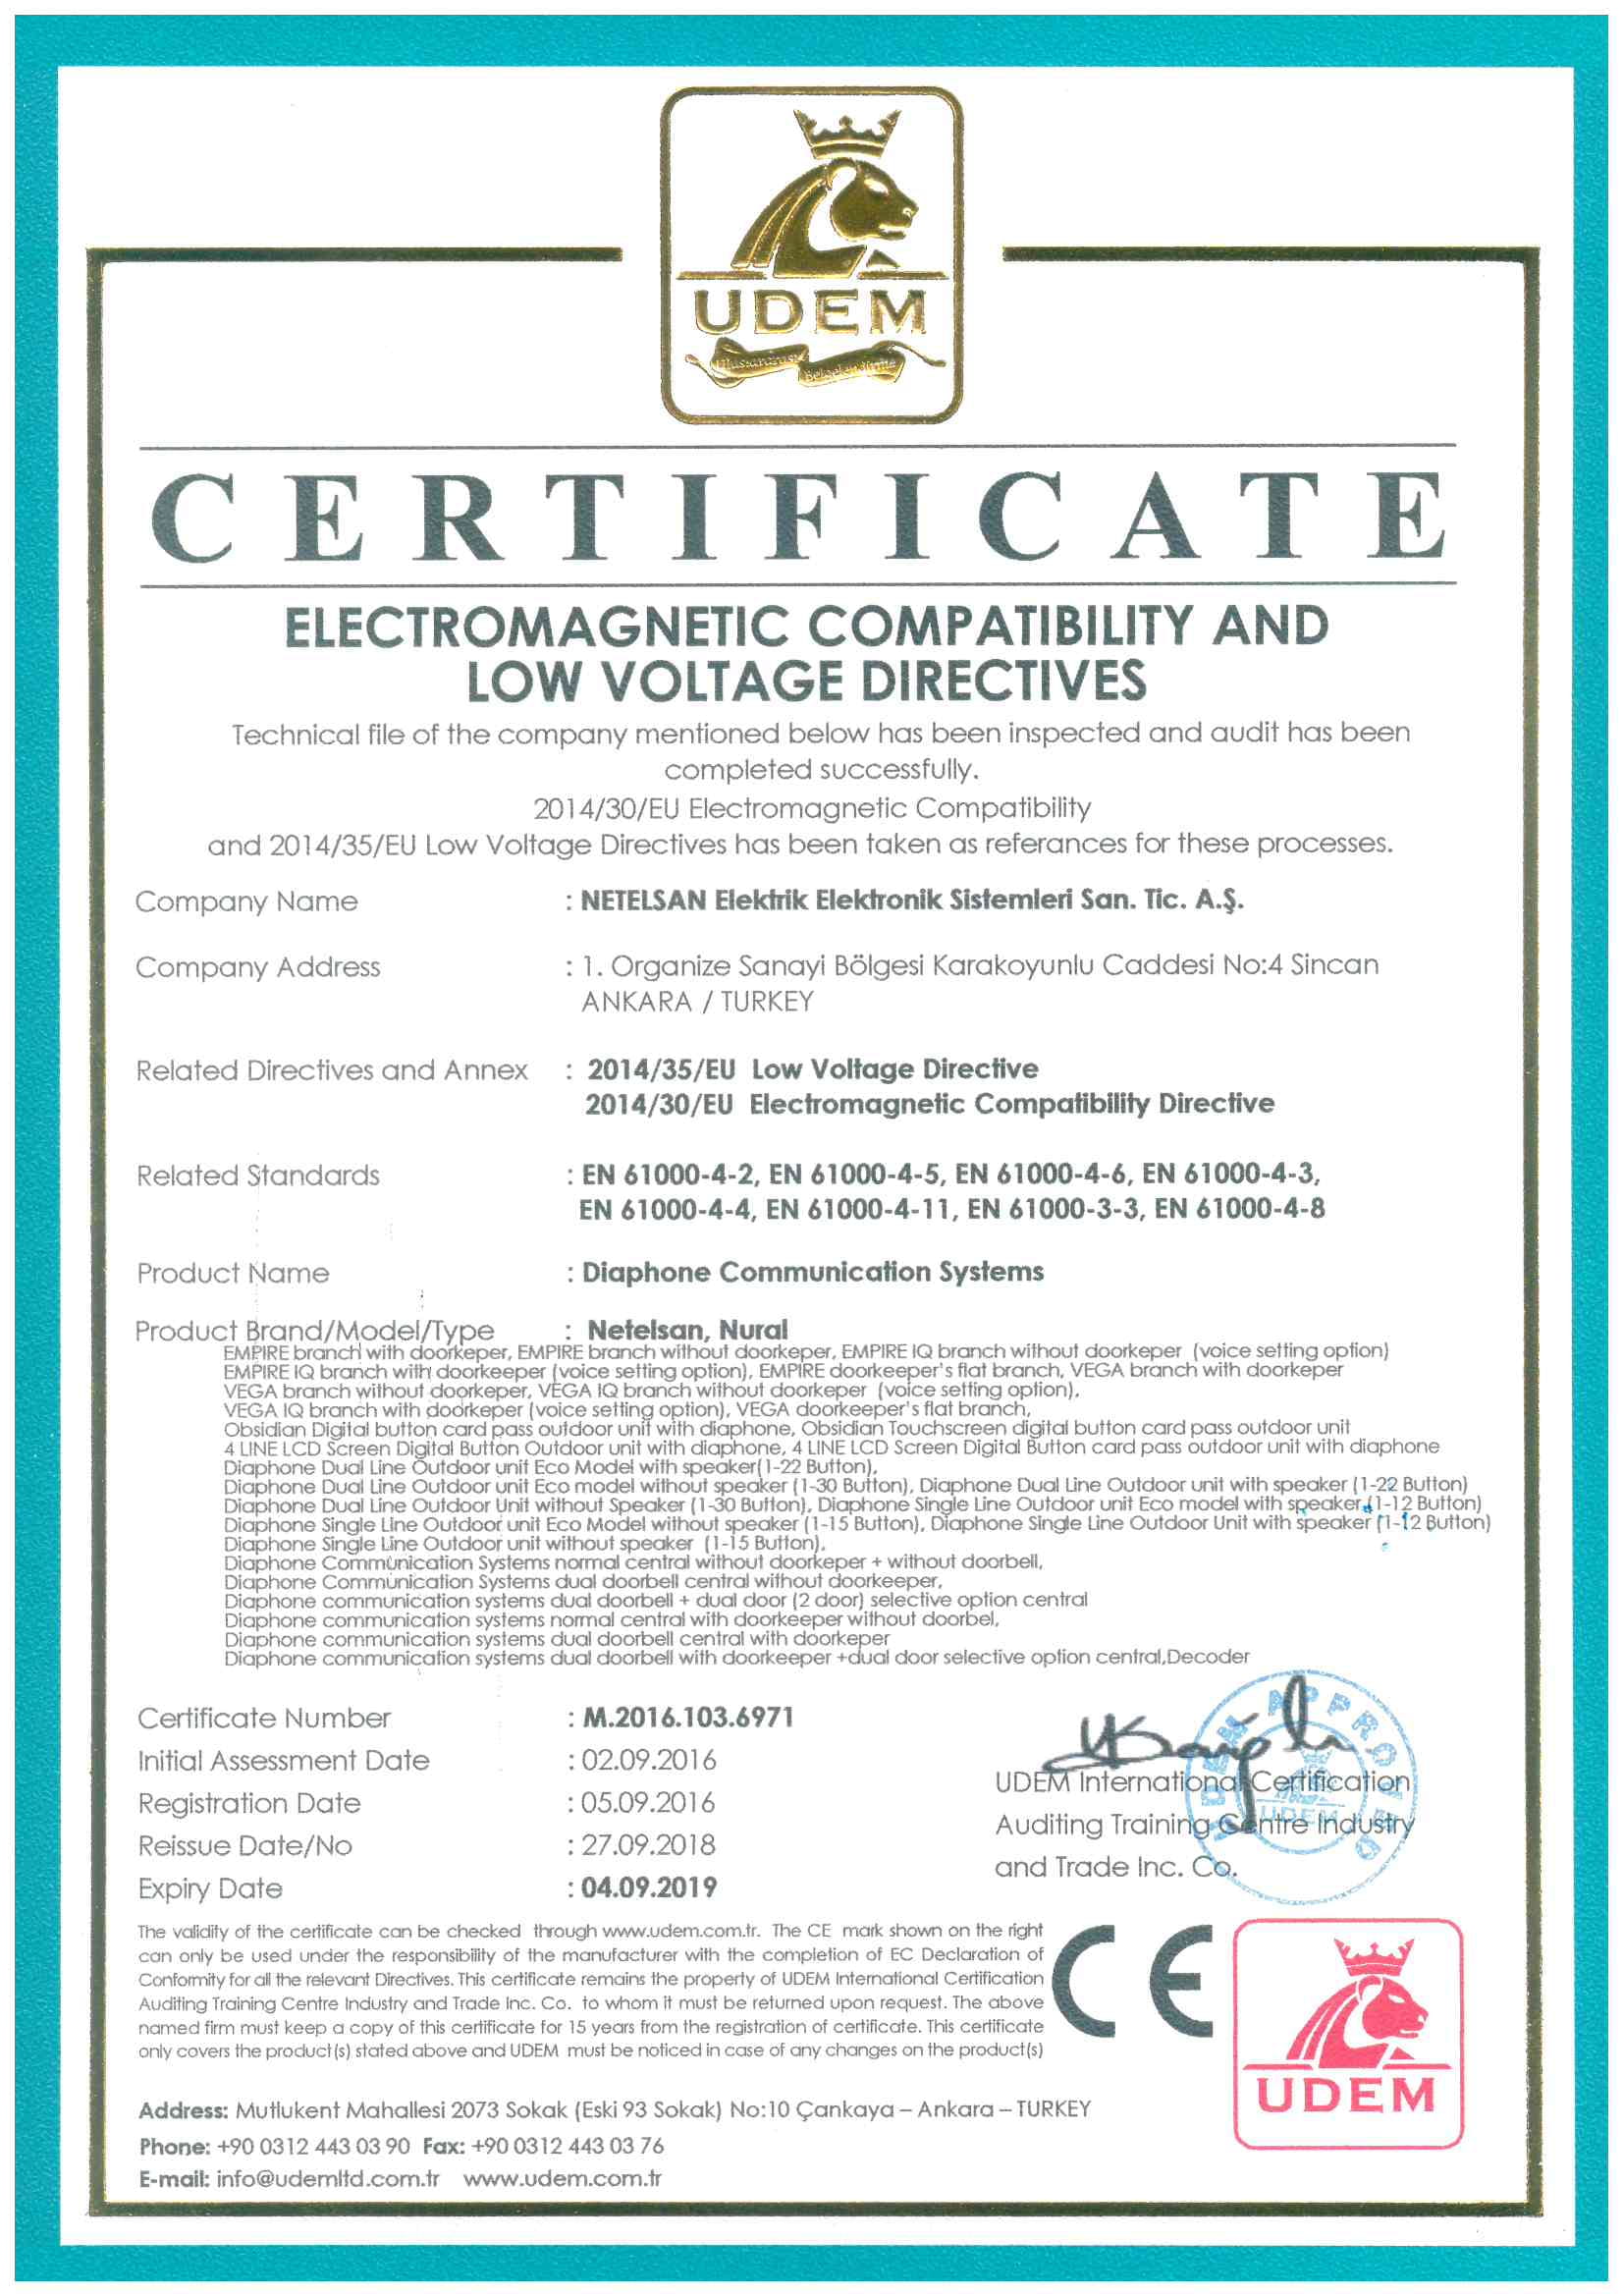 UDEM
CERTIFICATE
ELECTROMAGNETIC COMPATIBILITY AND
LOW VOLTAGE DIRECTIVES
Technical file of the company mentioned below has been inspected and audit has been
completed successfully.
2014/30/EU Electromagnetic Compatibility
and 2014/35/EU Low Voltage Directives has been taken as referances for these processes.
Company Name : NETELSAN Elektrik Elektronik Sistemleri San. Tic. A.Ş.
Company Address : 1. Organize Sanayi Bölgesi Karakoyunlu Caddesi No:4 Sincan
ANKARA / TURKEY
Related Directives and Annex : 2014/35/EU Low Voltage Directive
2014/30/EU Electromagnetic Compatibility Directive
Related Standards : EN 61000-4-2, EN 61000-4-5, EN 61000-4-6, EN 61000-4-3,
EN 61000-4-4, EN 61000-4-11, EN 61000-3-3, EN 61000-4-8
Product Name : Diaphone Communication Systems
Product Brand/Model/Type : Netelsan, Nural
EMPIRE branch with doorkeper, EMPIRE branch without doorkeper, EMPIRE IQ branch without doorkeper (voice setting option)
EMPIRE IQ branch with doorkeeper (voice setting option), EMPIRE doorkeeper's flat branch, VEGA branch with doorkeper
VEGA branch without doorkeper, VEGA IQ branch without doorkeper (voice setting option),
VEGA IQ branch with doorkeper (voice setting option), VEGA doorkeeper's flat branch,
Obsidian Digital button card pass outdoor unit with diaphone, Obsidian Touchscreen digital button card pass outdoor unit
4 LINE LCD Screen Digital Button Outdoor unit with diaphone, 4 LINE LCD Screen Digital Button card pass outdoor unit with diaphone
Diaphone Dual Line Outdoor unit Eco Model with speaker(1-22 Button),
Diaphone Dual Line Outdoor unit Eco model without speaker (1-30 Button), Diaphone Dual Line Outdoor unit with speaker (1-22 Button)
Diaphone Dual Line Outdoor Unit without Speaker (1-30 Button), Diaphone Single Line Outdoor unit Eco model with speaker (1-12 Button)
Diaphone Single Line Outdoor unit Eco Model without speaker (1-15 Button), Diaphone Single Line Outdoor Unit with speaker (1-12 Button)
Diaphone Single Line Outdoor unit without speaker (1-15 Button),
Diaphone Communication Systems normal central without doorkeper + without doorbell,
Diaphone Communication Systems dual doorbell central without doorkeeper,
Diaphone communication systems dual doorbell + dual door (2 door) selective option central
Diaphone communication systems normal central with doorkeeper without doorbel,
Diaphone communication systems dual doorbell central with doorkeper
Diaphone communication systems dual doorbell with doorkeeper +dual door selective option central,Decoder
Certificate Number : M.2016.103.6971
Initial Assessment Date : 02.09.2016
Registration Date : 05.09.2016
Reissue Date/No : 27.09.2018
Expiry Date : 04.09.2019
UDEM APPROVED
UDEM
UDEM International Certification
Auditing Training Centre Industry
and Trade Inc. Co.
The validity of the certificate can be checked through www.udem.com.tr. The CE mark shown on the right
can only be used under the responsibility of the manufacturer with the completion of EC Declaration of
Conformity for all the relevant Directives. This certificate remains the property of UDEM International Certification
Auditing Training Centre Industry and Trade Inc. Co. to whom it must be returned upon request. The above
named firm must keep a copy of this certificate for 15 years from the registration of certificate. This certificate
only covers the product(s) stated above and UDEM must be noticed in case of any changes on the product(s)
CE
UDEM
Address: Mutlukent Mahallesi 2073 Sokak (Eski 93 Sokak) No:10 Çankaya – Ankara – TURKEY
Phone: +90 0312 443 03 90 Fax: +90 0312 443 03 76
E-mail: info@udemltd.com.tr www.udem.com.tr